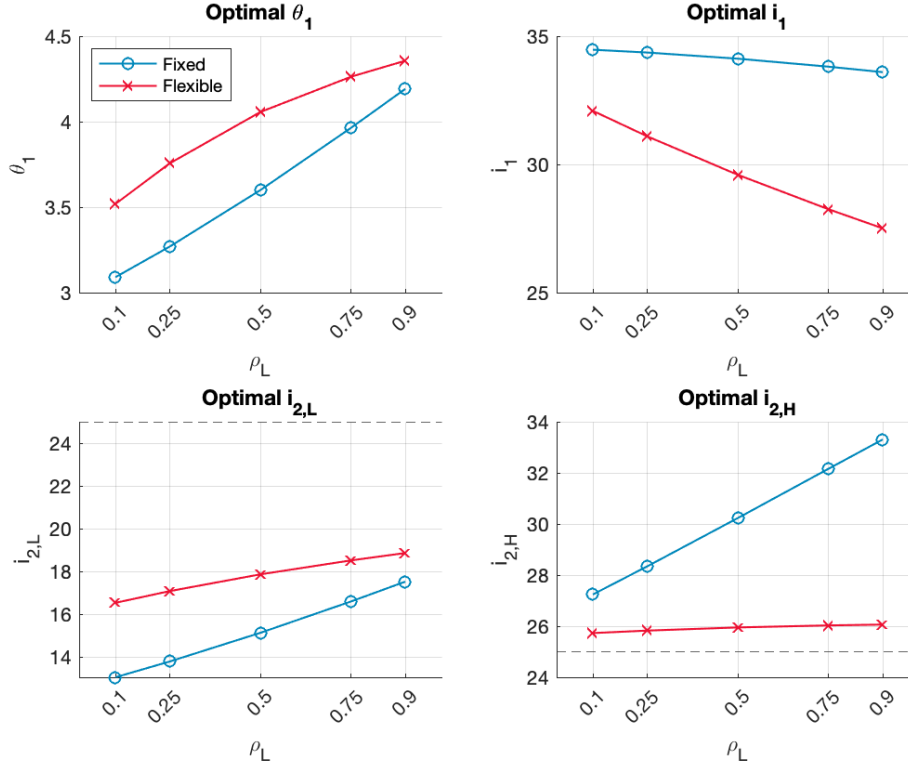 Optimal θ₁
4.5
4
3.5
3
θ₁
Fixed
Flexible
0.1 0.25 0.5 0.75 0.9
ρL
Optimal i₁
35
30
25
i₁
0.1 0.25 0.5 0.75 0.9
ρL
Optimal i2,L
24
22
20
18
16
14
i2,L
0.1 0.25 0.5 0.75 0.9
ρL
Optimal i2,H
34
32
30
28
26
24
i2,H
0.1 0.25 0.5 0.75 0.9
ρL